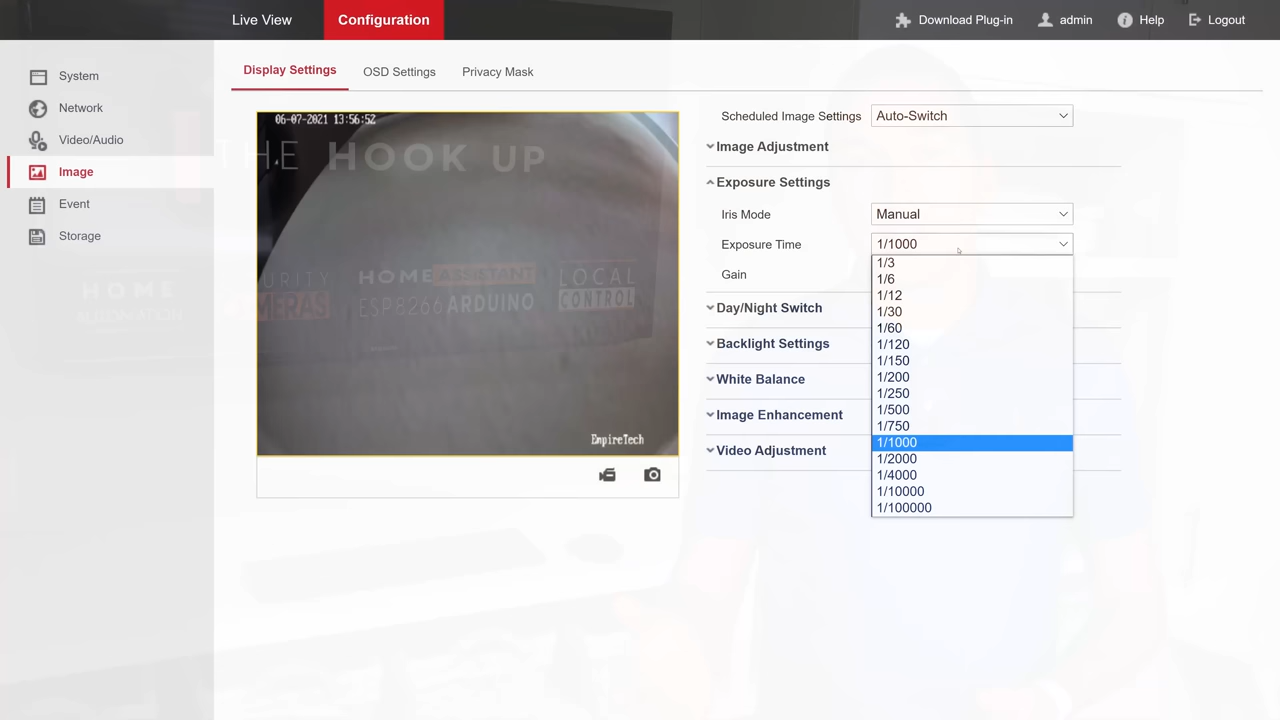 Live View
Configuration
Download Plug-in
admin
Help
Logout
System
Network
Video/Audio
Image
Event
Storage
Display Settings
OSD Settings
Privacy Mask
06-07-2021 13:56:52
THE HOOK UP
HOME
AUTOMATION
URITY
MERAS
HOME ASSISTANT
ESP8266 ARDUINO
LOCAL
CONTROL
EmpireTech
Scheduled Image Settings
Auto-Switch
Image Adjustment
Exposure Settings
Iris Mode
Manual
Exposure Time
1/1000
Gain
1/3
1/6
1/12
1/30
1/60
1/120
1/150
1/200
1/250
1/500
1/750
1/1000
1/2000
1/4000
1/10000
1/100000
Day/Night Switch
Backlight Settings
White Balance
Image Enhancement
Video Adjustment